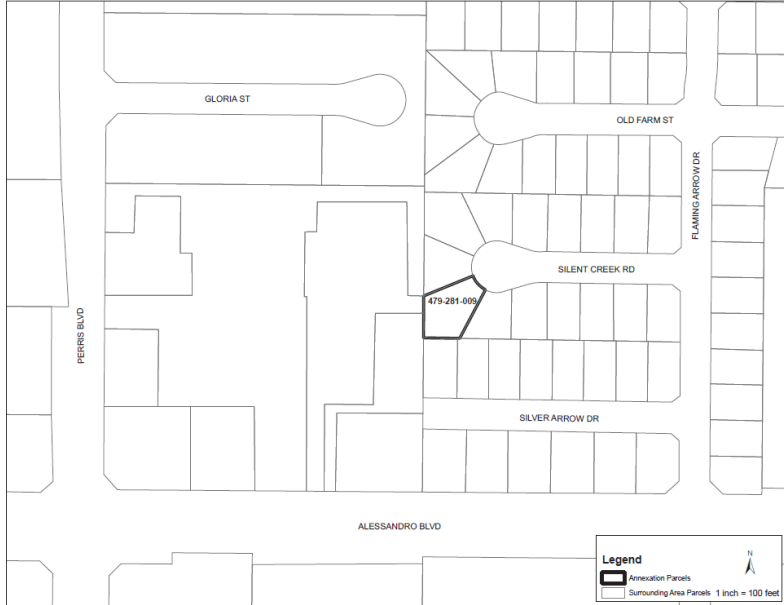 GLORIA ST
OLD FARM ST
FLAMING ARROW DR
SILENT CREEK RD
479-281-009
PERRIS BLVD
SILVER ARROW DR
ALESSANDRO BLVD
Legend
N
Annexation Parcels
Surrounding Area Parcels 1 inch = 100 feet